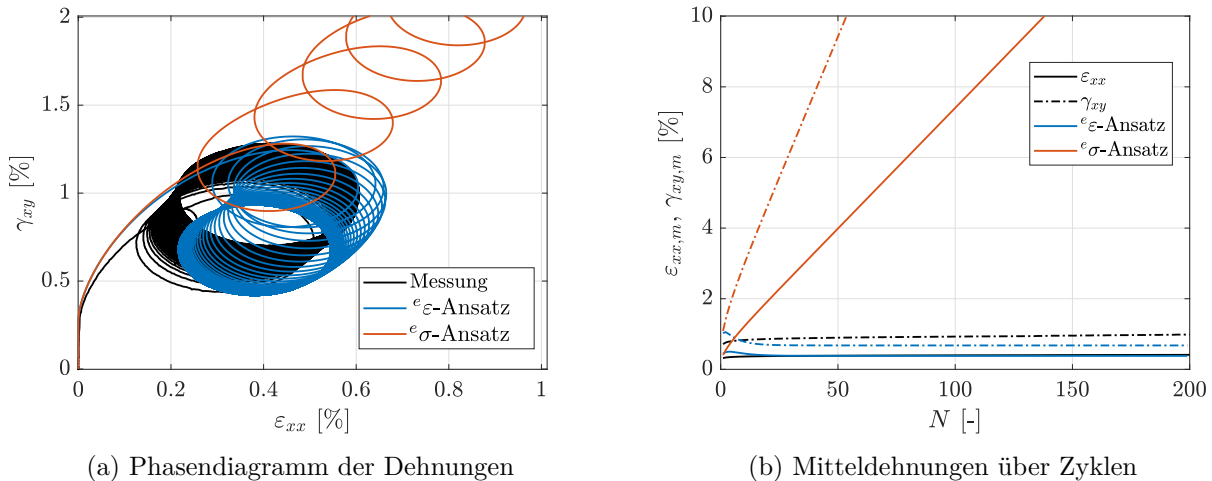 2
1.5
1
0.5
0
γxy [%]
0
0.2
0.4
0.6
0.8
1
εxx [%]
Messung
eε-Ansatz
eσ-Ansatz
(a) Phasendiagramm der Dehnungen
10
8
6
4
2
0
εxx,m, γxy,m [%]
0
50
100
150
200
N [-]
εxx
γxy
eε-Ansatz
eσ-Ansatz
(b) Mitteldehnungen über Zyklen